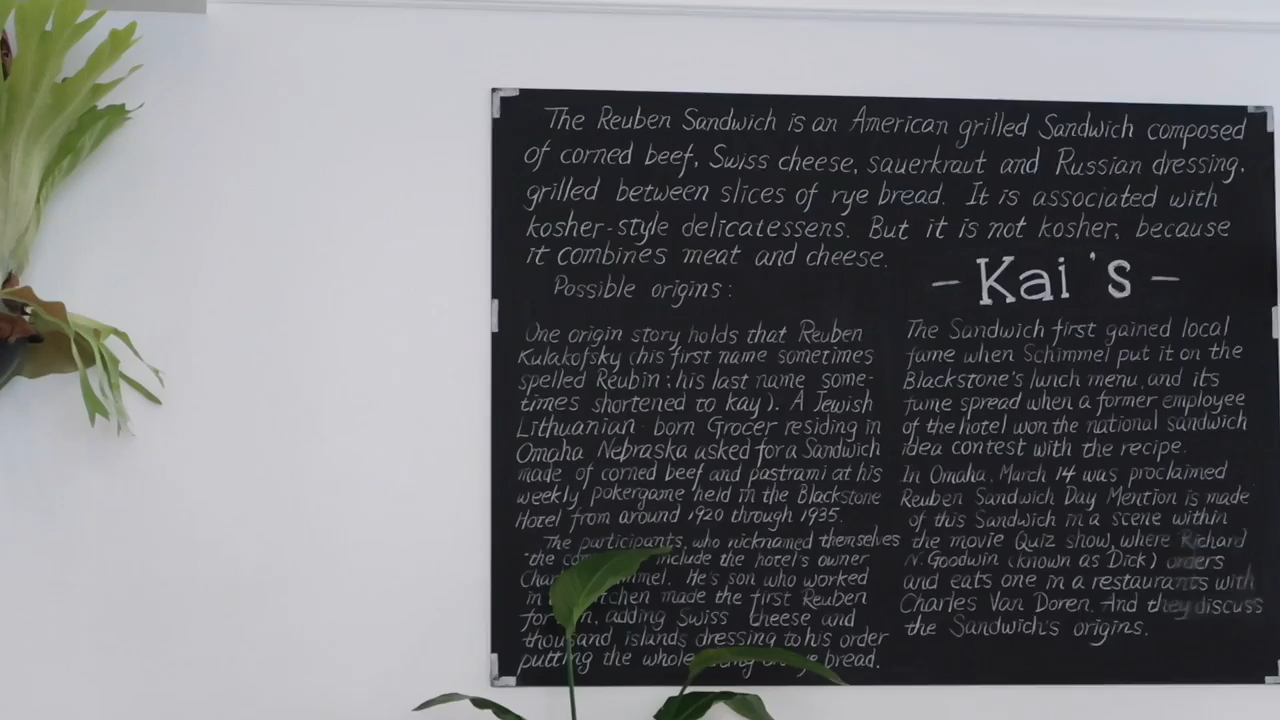 The Reuben Sandwich is an American grilled Sandwich composed
of corned beef, Swiss cheese, sauerkraut and Russian dressing,
grilled between slices of rye bread. It is associated with
kosher-style delicatessens. But it is not kosher, because
it combines meat and cheese.
Possible origins:
One origin story holds that Reuben
Kulakofsky (his first name sometimes
spelled Reubin; his last name some-
times shortened to kay). A Jewish
Lithuanian born Grocer residing in
Omaha Nebraska asked for a Sandwich
made of corned beef and pastrami at his
weekly pokergame held in the Blackstone
Hotel from around 1920 through 1935.
The participants, who nicknamed themselves
"the include the hotel's owner
He's son who worked
in made the first Reuben
for adding Swiss cheese and
thousand islands dressing to his order
putting the whole bread.
- Kai's -
The Sandwich first gained local
fame when Schimmel put it on the
Blackstone's lunch menu, and its
fame spread when a former employee
of the hotel won the national sandwich
idea contest with the recipe.
In Omaha, March 14 was proclaimed
Reuben Sandwich Day Mention is made
of this Sandwich in a scene within
the movie Quiz show, where Richard
N. Goodwin (known as Dick) orders
and eats one in a restaurants with
Charles Van Doren. And they discuss
the Sandwich's origins.